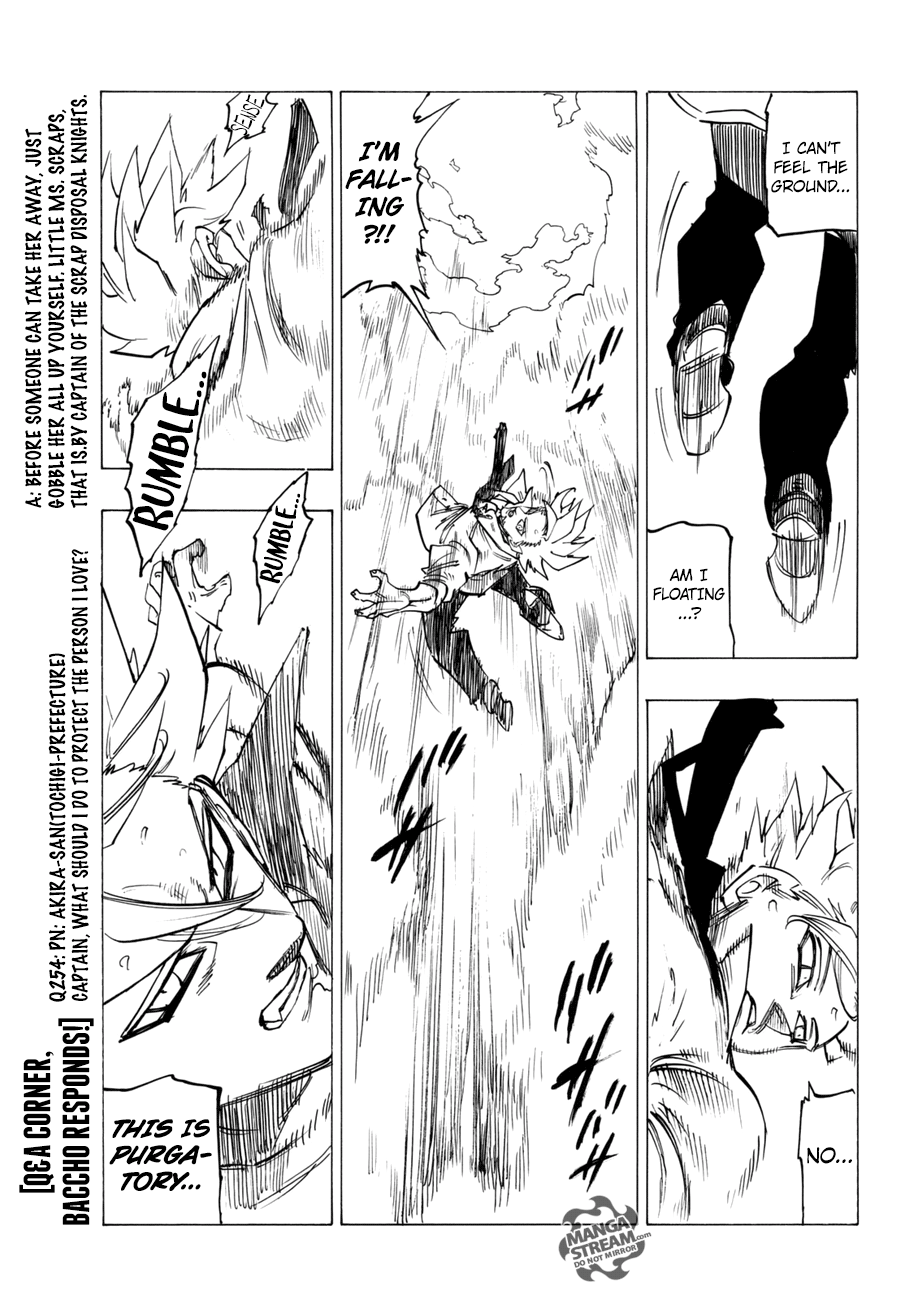 I CAN'T
FEEL THE
GROUND...
AM I
FLOATING
...?
NO...
I'M
FALL-
ING
?!!
SENSE
RUMBLE...
RUMBLE...
THIS IS
PURGA-
TORY...
[Q&A CORNER,
BACCHO RESPONDS!]
Q254: PN: AKIRA-SAN(TOCHIGI-PREFECTURE)
CAPTAIN, WHAT SHOULD I DO TO PROTECT THE PERSON I LOVE?
A: BEFORE SOMEONE CAN TAKE HER AWAY, JUST
GOBBLE HER ALL UP YOURSELF. LITTLE MS. SCRAPS,
THAT IS.BY CAPTAIN OF THE SCRAP DISPOSAL KNIGHTS.
MANGA
STREAM.com
DO NOT MIRROR